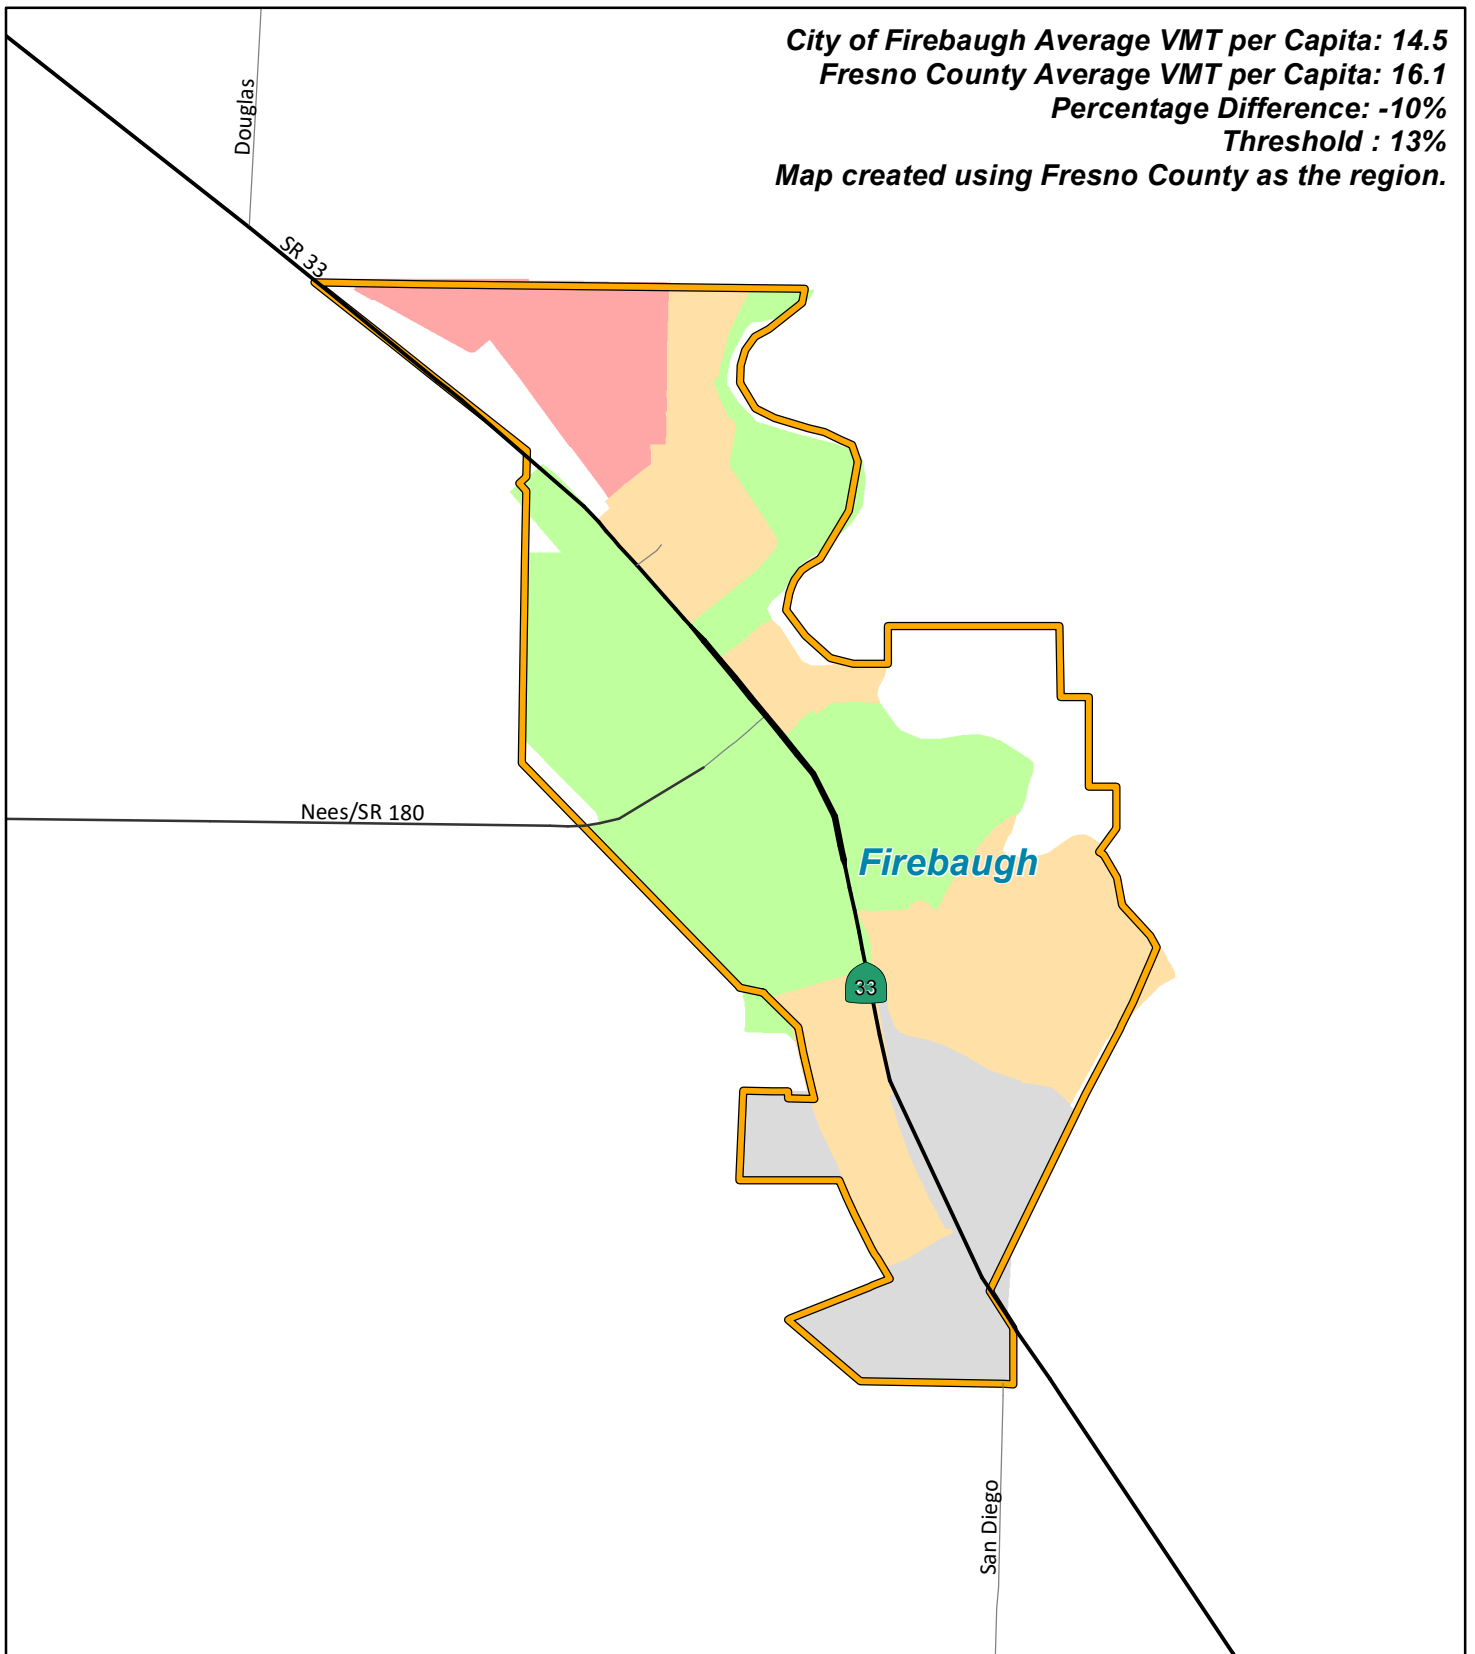 City of Firebaugh Average VMT per Capita: 14.5
Fresno County Average VMT per Capita: 16.1
Percentage Difference: -10%
Threshold : 13%
Map created using Fresno County as the region.
Douglas
SR 33
Nees/SR 180
Firebaugh
33
San Diego